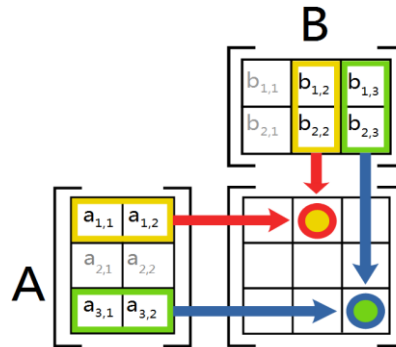 B
b1,1 b1,2 b1,3
b2,1 b2,2 b2,3
A
a1,1 a1,2
a2,1 a2,2
a3,1 a3,2